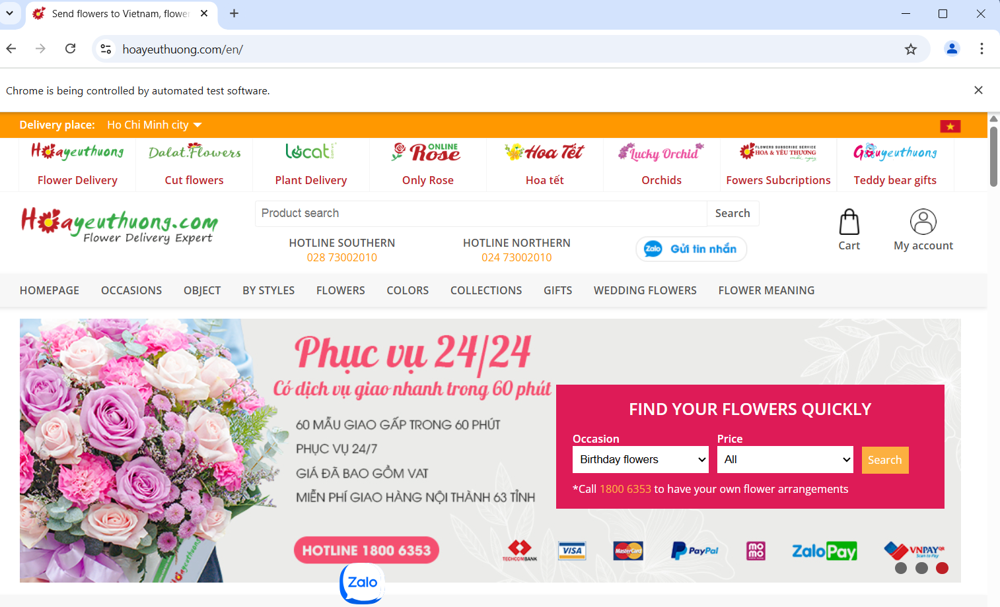 Send flowers to Vietnam, flowe
hoayeuthuong.com/en/
Chrome is being controlled by automated test software.
Delivery place: Ho Chi Minh city
Hoayeuthuong
Dalat.Flowers
Locat
ONLINE
Rose
Hoa Tết
Lucky Orchid
FLOWERS SUBSCRIBE SERVICE
HOA & YÊU THƯƠNG
mỗi ngày
Gauyeuthuong
Flower Delivery
Cut flowers
Plant Delivery
Only Rose
Hoa tết
Orchids
Fowers Subcriptions
Teddy bear gifts
Hoayeuthuong.com
Flower Delivery Expert
Product search
Search
HOTLINE SOUTHERN
028 73002010
HOTLINE NORTHERN
024 73002010
Zalo Gửi tin nhắn
Cart
My account
HOMEPAGE
OCCASIONS
OBJECT
BY STYLES
FLOWERS
COLORS
COLLECTIONS
GIFTS
WEDDING FLOWERS
FLOWER MEANING
Phục vụ 24/24
Có dịch vụ giao nhanh trong 60 phút
60 MẪU GIAO GẤP TRONG 60 PHÚT
PHỤC VỤ 24/7
GIÁ ĐÃ BAO GỒM VAT
MIỄN PHÍ GIAO HÀNG NỘI THÀNH 63 TỈNH
HOTLINE 1800 6353
FIND YOUR FLOWERS QUICKLY
Occasion
Price
Birthday flowers
All
Search
*Call 1800 6353 to have your own flower arrangements
TECHCOMBANK
VISA
MasterCard
PayPal
momo
ZaloPay
VNPAY QR
Scan to Pay
hoayeuthuong
Zalo